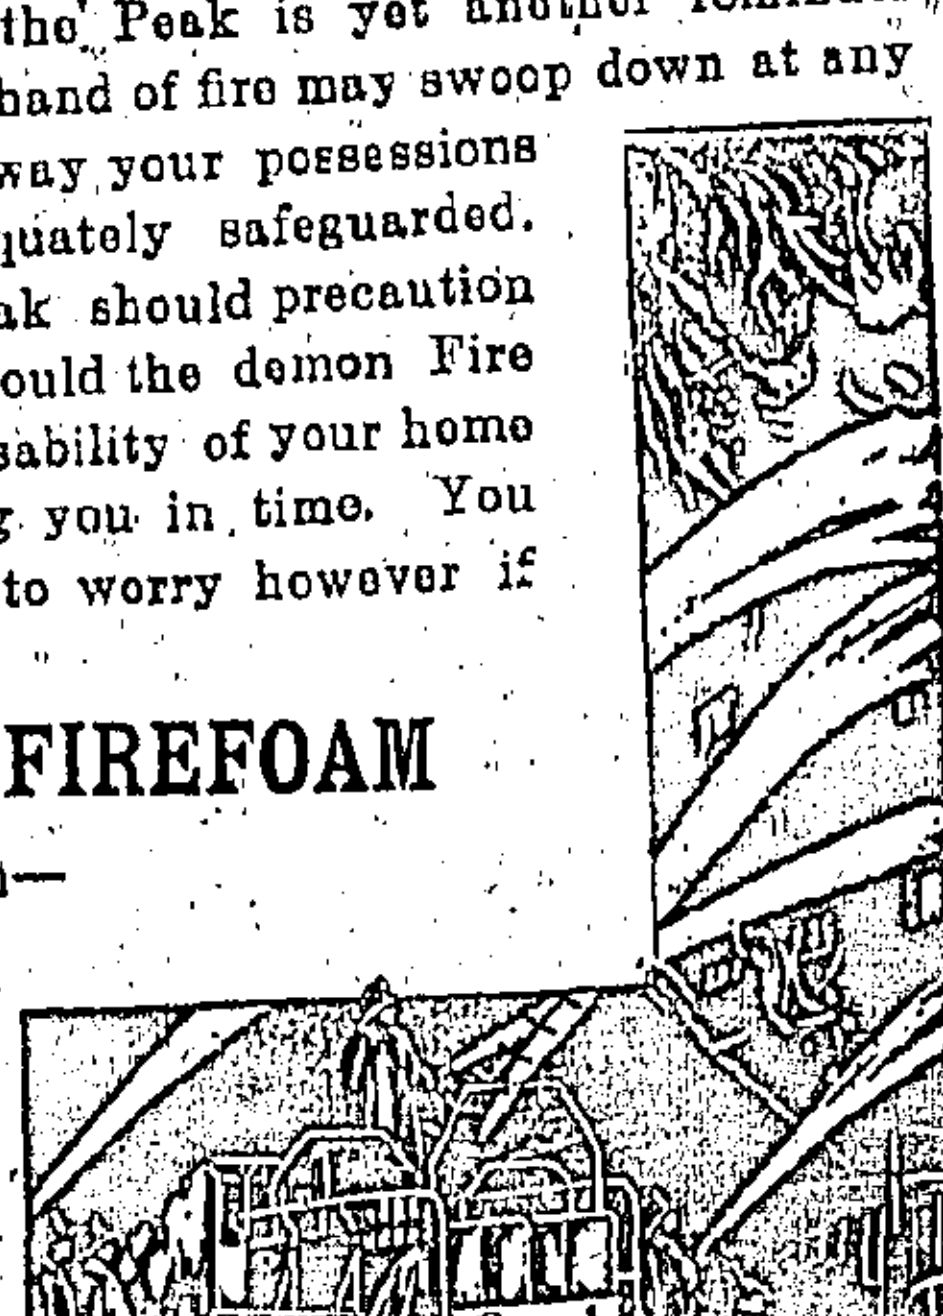 the Peak is yet another
hand of fire may swoop down at any
way your possessions
quately safeguarded.
ak should precaution
ould the demon Fire
sability of your home
g you in time. You
to worry however if
FIREFOAM